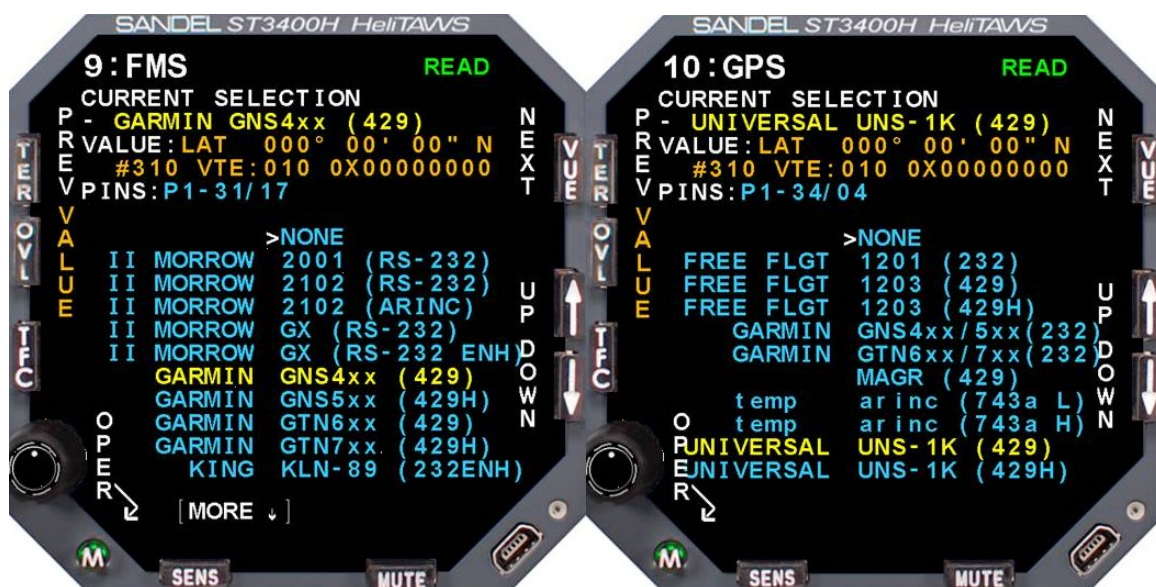 SANDEL ST3400H HeliTAWS
9:FMS READ
CURRENT SELECTION
- GARMIN GNS4xx (429)
VALUE:LAT 000° 00' 00" N
#310 VTE:010 0X00000000
PINS:P1-31/17
>NONE
II MORROW 2001 (RS-232)
II MORROW 2102 (RS-232)
II MORROW 2102 (ARINC)
II MORROW GX (RS-232)
II MORROW GX (RS-232 ENH)
GARMIN GNS4xx (429)
GARMIN GNS5xx (429H)
GARMIN GTN6xx (429)
GARMIN GTN7xx (429H)
KING KLN-89 (232ENH)
[MORE ↓]
PREV
VALUE
OPER
NEXT
UP
DOWN
TER
OVL
TFC
VUE
M
SENS
MUTE
SANDEL ST3400H HeliTAWS
10:GPS READ
CURRENT SELECTION
- UNIVERSAL UNS-1K (429)
VALUE:LAT 000° 00' 00" N
#310 VTE:010 0X00000000
PINS:P1-34/04
>NONE
FREE FLGT 1201 (232)
FREE FLGT 1203 (429)
FREE FLGT 1203 (429H)
GARMIN GNS4xx/5xx(232)
GARMIN GTN6xx/7xx(232)
MAGR (429)
temp arinc (743a L)
temp arinc (743a H)
UNIVERSAL UNS-1K (429)
UNIVERSAL UNS-1K (429H)
PREV
VALUE
OPER
NEXT
UP
DOWN
TER
OVL
TFC
VUE
M
SENS
MUTE